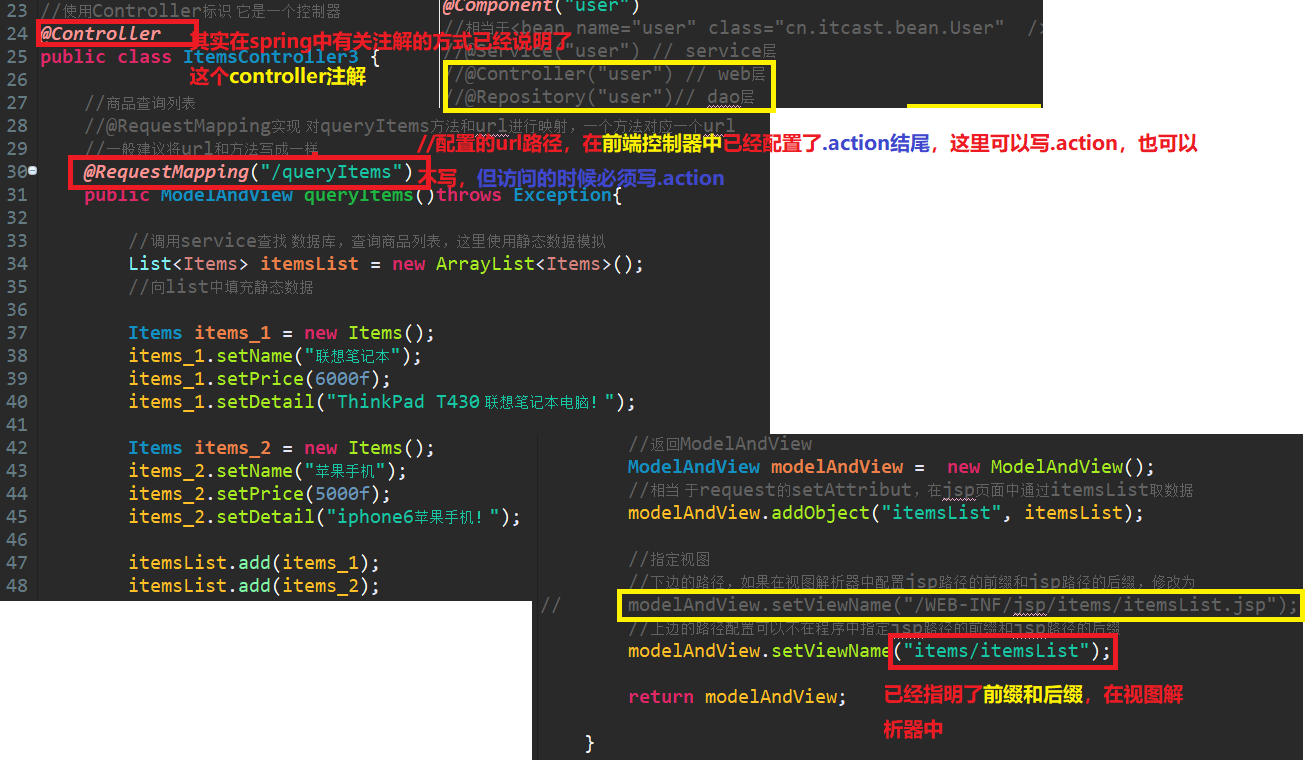 23 //使用Controller标识 它是一个控制器
24 @Controller
25 public class ItemsController3 {
26
27 //商品查询列表
28 //@RequestMapping实现 对queryItems方法和url进行映射，一个方法对应一个url
29 //一般建议将url和方法写成一样
30 @RequestMapping("/queryItems")
31 public ModelAndView queryItems()throws Exception{
32
33 //调用service查找 数据库，查询商品列表，这里使用静态数据模拟
34 List<Items> itemsList = new ArrayList<Items>();
35 //向list中填充静态数据
36
37 Items items_1 = new Items();
38 items_1.setName("联想笔记本");
39 items_1.setPrice(6000f);
40 items_1.setDetail("ThinkPad T430 联想笔记本电脑！");
41
42 Items items_2 = new Items();
43 items_2.setName("苹果手机");
44 items_2.setPrice(5000f);
45 items_2.setDetail("iphone6苹果手机！");
46
47 itemsList.add(items_1);
48 itemsList.add(items_2);
@Component("user")
//相当于<bean name="user" class="cn.itcast.bean.User" />
//@Service("user") // service层
//@Controller("user") // web层
//@Repository("user")// dao层
其实在spring中有关注解的方式已经说明了
这个controller注解
//配置的url路径，在前端控制器中已经配置了.action结尾，这里可以写.action，也可以
不写，但访问的时候必须写.action
//返回ModelAndView
ModelAndView modelAndView = new ModelAndView();
//相当 于request的setAttribut，在jsp页面中通过itemsList取数据
modelAndView.addObject("itemsList", itemsList);
//指定视图
//下边的路径，如果在视图解析器中配置jsp路径的前缀和jsp路径的后缀，修改为
// modelAndView.setViewName("/WEB-INF/jsp/items/itemsList.jsp");
//上边的路径配置可以不在程序中指定jsp路径的前缀和jsp路径的后缀
modelAndView.setViewName("items/itemsList");
return modelAndView;
已经指明了前缀和后缀，在视图解
析器中
}